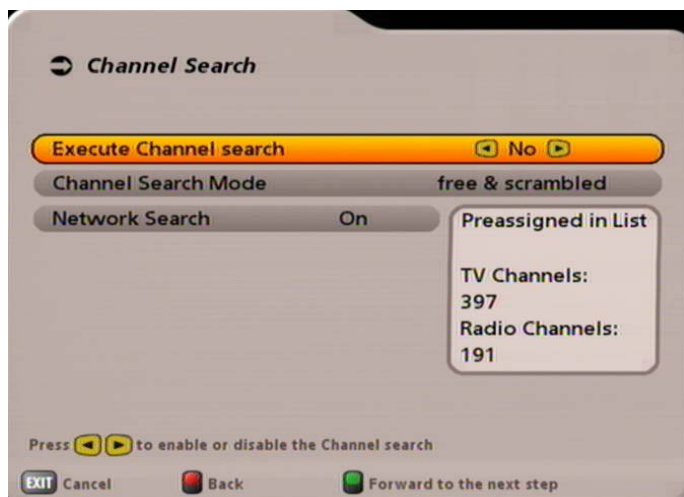 Channel Search
Execute Channel search No
Channel Search Mode free & scrambled
Network Search On
Preassigned in List
TV Channels:
397
Radio Channels:
191
Press to enable or disable the Channel search
EXIT Cancel Back Forward to the next step